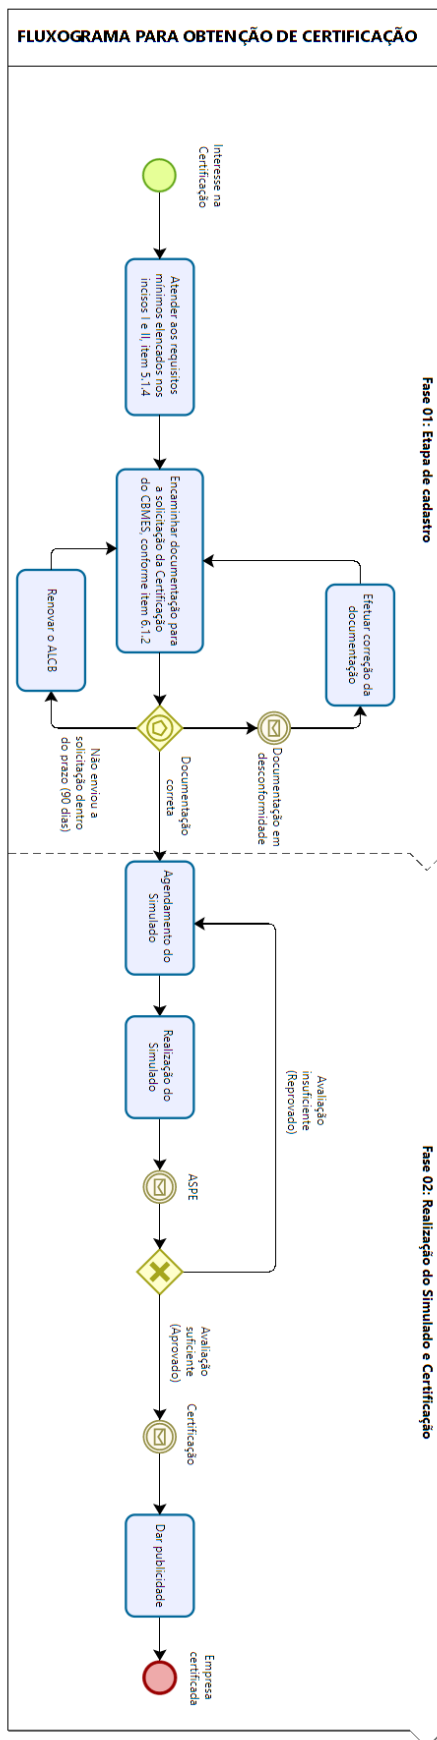 FLUXOGRAMA PARA OBTENÇÃO DE CERTIFICAÇÃO
Fase 01: Etapa de cadastro
Interesse na
Certificação
Atender aos requisitos
mínimos elencados nos
incisos I e II, item 5.1.4
Encaminhar documentação para
a solicitação da Certificação
do CBMES, conforme item 6.1.2
Efetuar correção da
documentação
Renovar o ALCB
Documentação em
desconformidade
Documentação
correta
Não enviou a
solicitação dentro
do prazo (90 dias)
Fase 02: Realização do Simulado e Certificação
Agendamento do
Simulado
Realização do
Simulado
Avaliação
insuficiente
(Reprovado)
ASPE
Avaliação
suficiente
(Aprovado)
Certificação
Dar publicidade
Empresa
certificada